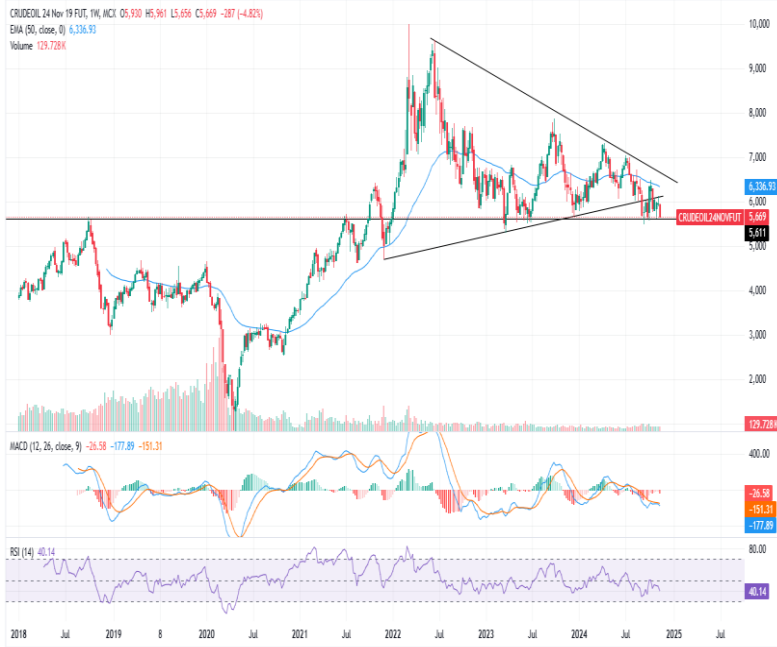 CRUDEOIL 24 Nov 19 FUT, 1W, MCX O5,930 H5,961 L5,656 C5,669 −287 (−4.82%)
EMA (50, close, 0) 6,336.93
Volume 129.728K
10,000
9,000
8,000
7,000
6,336.93
6,000
CRUDEOIL24NOVFUT 5,669
5,611
5,000
4,000
3,000
2,000
129.728K
MACD (12, 26, close, 9) −26.58 −177.89 −151.31
400.00
−26.58
−151.31
−177.89
RSI (14) 40.14
80.00
40.14
2018 Jul 2019 8 2020 Jul 2021 Jul 2022 Jul 2023 Jul 2024 Jul 2025 Jul